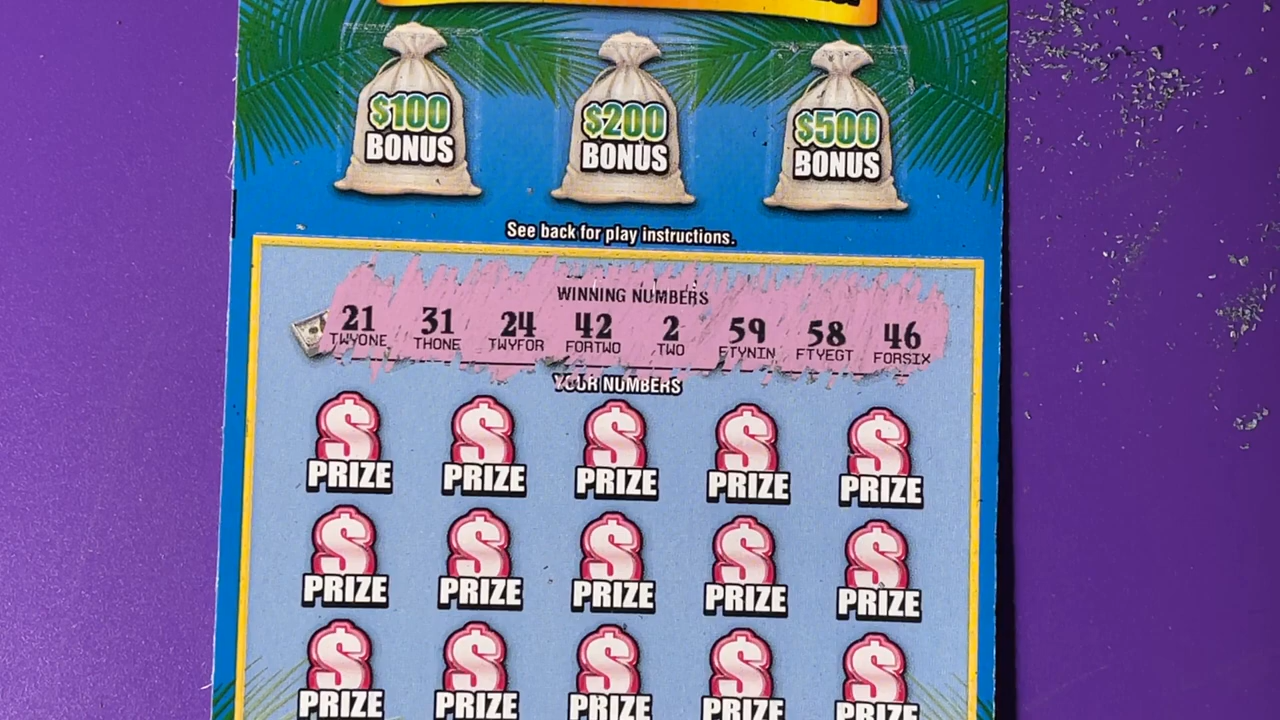 $100 $200 $500
BONUS BONUS BONUS
See back for play instructions.
WINNING NUMBERS
21 31 24 42 2 59 58 46
TWYONE THONE TWYFOR FORTWO TWO FTYNIN FTYEGT FORSIX
YOUR NUMBERS
$ $ $ $ $
PRIZE PRIZE PRIZE PRIZE PRIZE
$ $ $ $ $
PRIZE PRIZE PRIZE PRIZE PRIZE
$ $ $ $ $
PRIZE PRIZE PRIZE PRIZE PRIZE